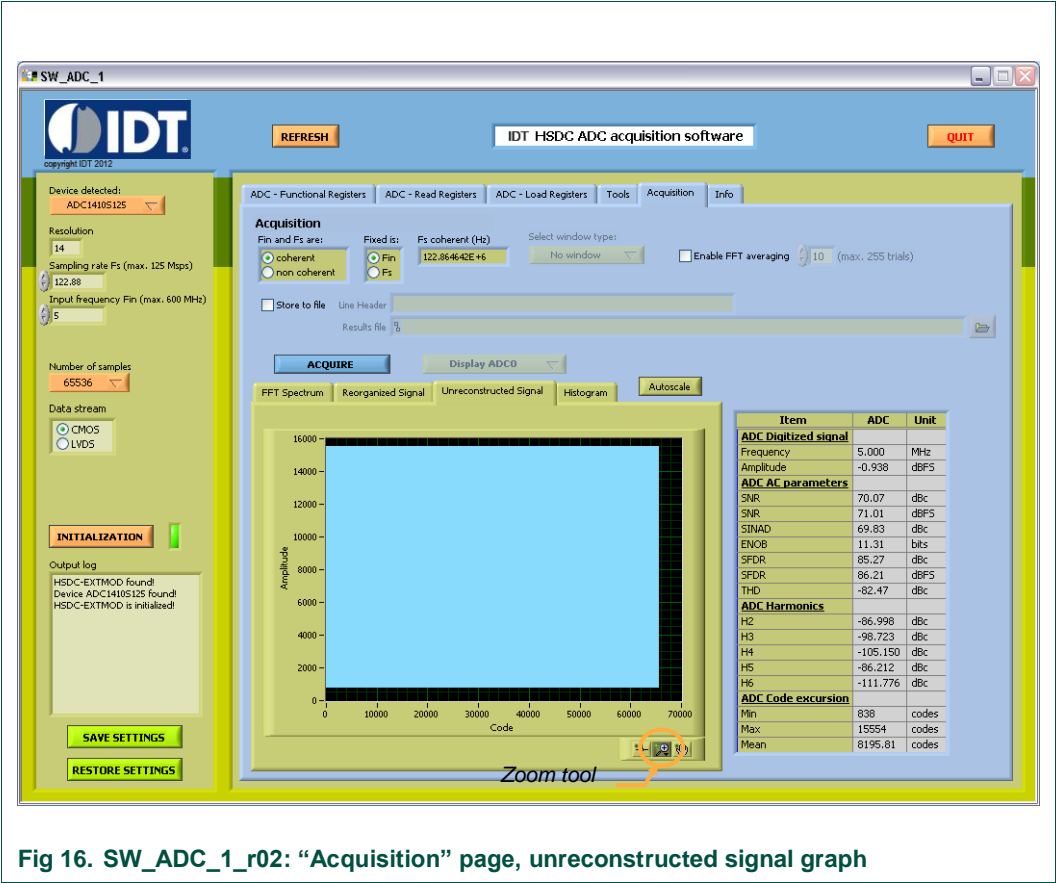 SW_ADC_1
IDT
copyright IDT 2012
REFRESH
IDT HSDC ADC acquisition software
QUIT
Device detected:
ADC1410S125
Resolution
14
Sampling rate Fs (max. 125 Msps)
122.88
Input frequency Fin (max. 600 MHz)
5
Number of samples
65536
Data stream
CMOS
LVDS
INITIALIZATION
Output log
HSDC-EXTMOD found!
Device ADC1410S125 found!
HSDC-EXTMOD is initialized!
SAVE SETTINGS
RESTORE SETTINGS
ADC - Functional Registers ADC - Read Registers ADC - Load Registers Tools Acquisition Info
Acquisition
Fin and Fs are: Fixed is: Fs coherent (Hz) Select window type:
coherent Fin 122.864642E+6 No window Enable FFT averaging 10 (max. 255 trials)
non coherent Fs
Store to file Line Header
Results file
ACQUIRE Display ADC0
FFT Spectrum Reorganized Signal Unreconstructed Signal Histogram Autoscale
Amplitude
16000
14000
12000
10000
8000
6000
4000
2000
0
0 10000 20000 30000 40000 50000 60000 70000
Code
Zoom tool
Item ADC Unit
ADC Digitized signal
Frequency 5.000 MHz
Amplitude -0.938 dBFS
ADC AC parameters
SNR 70.07 dBc
SNR 71.01 dBFS
SINAD 69.83 dBc
ENOB 11.31 bits
SFDR 85.27 dBc
SFDR 86.21 dBFS
THD -82.47 dBc
ADC Harmonics
H2 -86.998 dBc
H3 -98.723 dBc
H4 -105.150 dBc
H5 -86.212 dBc
H6 -111.776 dBc
ADC Code excursion
Min 838 codes
Max 15554 codes
Mean 8195.81 codes
Fig 16. SW_ADC_1_r02: “Acquisition” page, unreconstructed signal graph